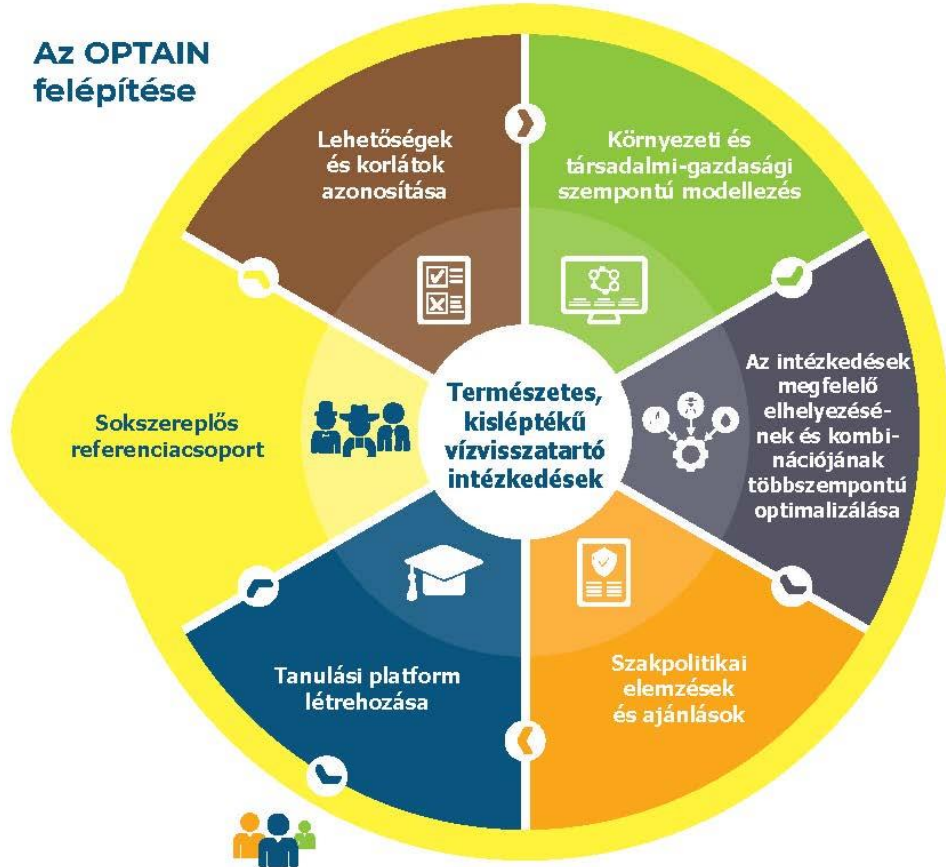 Az OPTAIN
felépítése
Lehetőségek
és korlátok
azonosítása
Környezeti és
társadalmi-gazdasági
szempontú modellezés
Az intézkedések
megfelelő
elhelyezésé-
nek és kombi-
nációjának
többszempontú
optimalizálása
Szakpolitikai
elemzések
és ajánlások
Tanulási platform
létrehozása
Sokszereplős
referenciacsoport
Természetes,
kisléptékű
vízvisszatartó
intézkedések